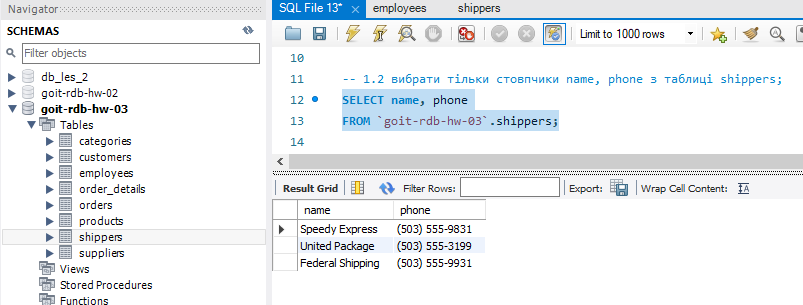 Navigator
SCHEMAS
Filter objects
db_les_2
goit-rdb-hw-02
goit-rdb-hw-03
Tables
categories
customers
employees
order_details
orders
products
shippers
suppliers
Views
Stored Procedures
Functions
SQL File 13* employees shippers
Limit to 1000 rows
10
11 -- 1.2 вибрати тільки стовпчики name, phone з таблиці shippers;
12 SELECT name, phone
13 FROM `goit-rdb-hw-03`.shippers;
14
Result Grid Filter Rows: Export: Wrap Cell Content:
name phone
Speedy Express (503) 555-9831
United Package (503) 555-3199
Federal Shipping (503) 555-9931